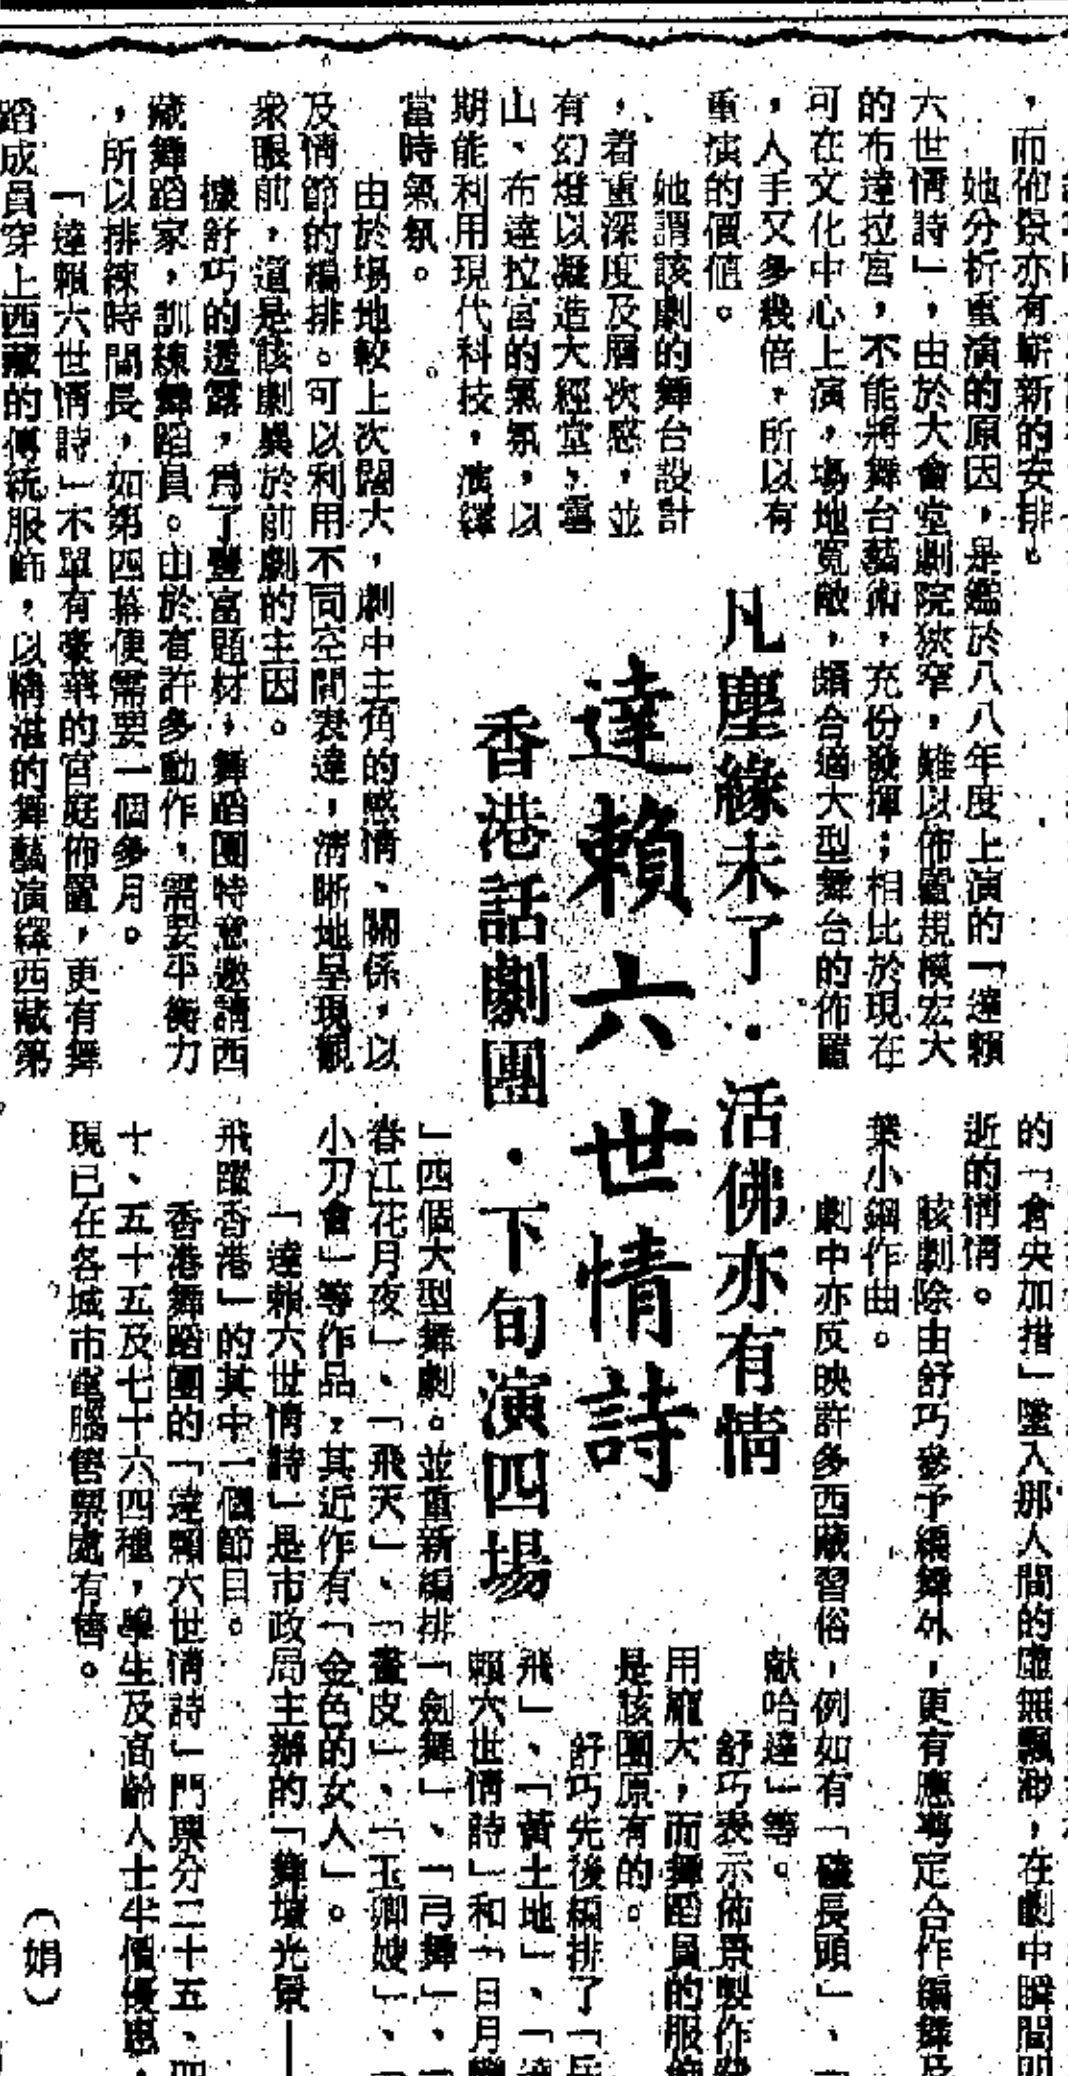 凡塵緣未了‧活佛亦有情
達賴六世情詩
香港話劇團‧下旬演四場
，而佈景亦有嶄新的安排。
她分析重演的原因，是鑑於八八年度上演的「達賴
六世情詩」，由於大會堂劇院狹窄，難以佈置規模宏大
的布達拉宮，不能將舞台藝術，充份發揮；相比於現在
可在文化中心上演，場地寬敞，頗合適大型舞台的佈置
，人手又多幾倍，所以有
重演的價值。
她謂該劇的舞台設計
，着重深度及層次感，並
有幻燈以凝造大經堂，雪
山、布達拉宮的氣氛，以
期能利用現代科技，演繹
當時氣氛。
由於場地較上次闊大，劇中主角的感情、關係，以
及情節的編排。可以利用不同空間表達，清晰地呈現觀
衆眼前，這是該劇異於前劇的主因。
據舒巧的透露，爲了豐富題材，舞蹈團特意邀請西
藏舞蹈家，訓練舞蹈員。由於有許多動作，需要平衡力
，所以排練時間長，如第四幕便需要一個多月。
「達賴六世情詩」不單有豪華的宮庭佈置，更有舞
蹈成員穿上西藏的傳統服飾，以精湛的舞藝演繹西藏第
的「倉央加措」墮入那人間的虛無飄渺，在劇中瞬間即
逝的情懷。
該劇除由舒巧參予編舞外，更有應萼定合作編舞及
葉小鋼作曲。
劇中亦反映許多西藏習俗，例如有「磕長頭」、「
獻哈達」等。
舒巧表示佈景製作
用龐大，而舞蹈員的服飾
是該團原有的。
舒巧先後編排了「
飛」、「黃土地」、「達
賴六世情詩」和「日月
」四個大型舞劇。並重新編排「劍舞」、「弓舞」、「
春江花月夜」、「飛天」、「畫皮」、「玉卿嫂」、「
小刀會」等作品，其近作有「金色的女人」。
「達賴六世情詩」是市政局主辦的「舞壇光景——
飛躍香港」的其中一個節目。
香港舞蹈團的「達賴六世情詩」門票分二十五、四
十、五十五及七十六四種，學生及高齡人士半價優惠，
現已在各城市電腦售票處有售。
（娟）